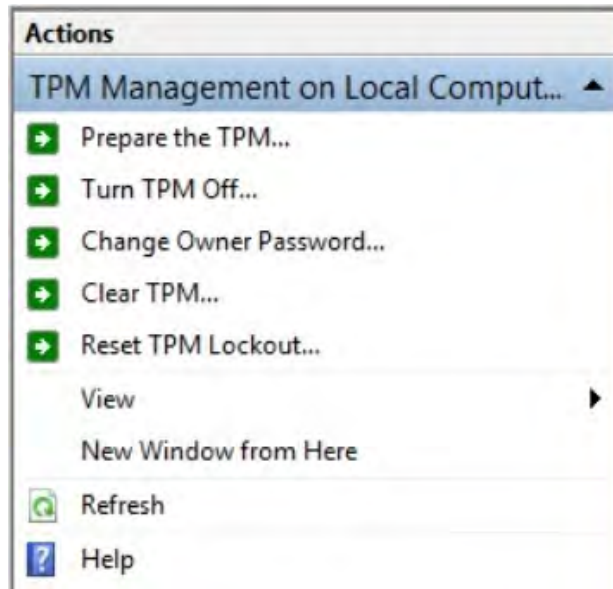 Actions
TPM Management on Local Comput...
Prepare the TPM...
Turn TPM Off...
Change Owner Password...
Clear TPM...
Reset TPM Lockout...
View
New Window from Here
Refresh
Help